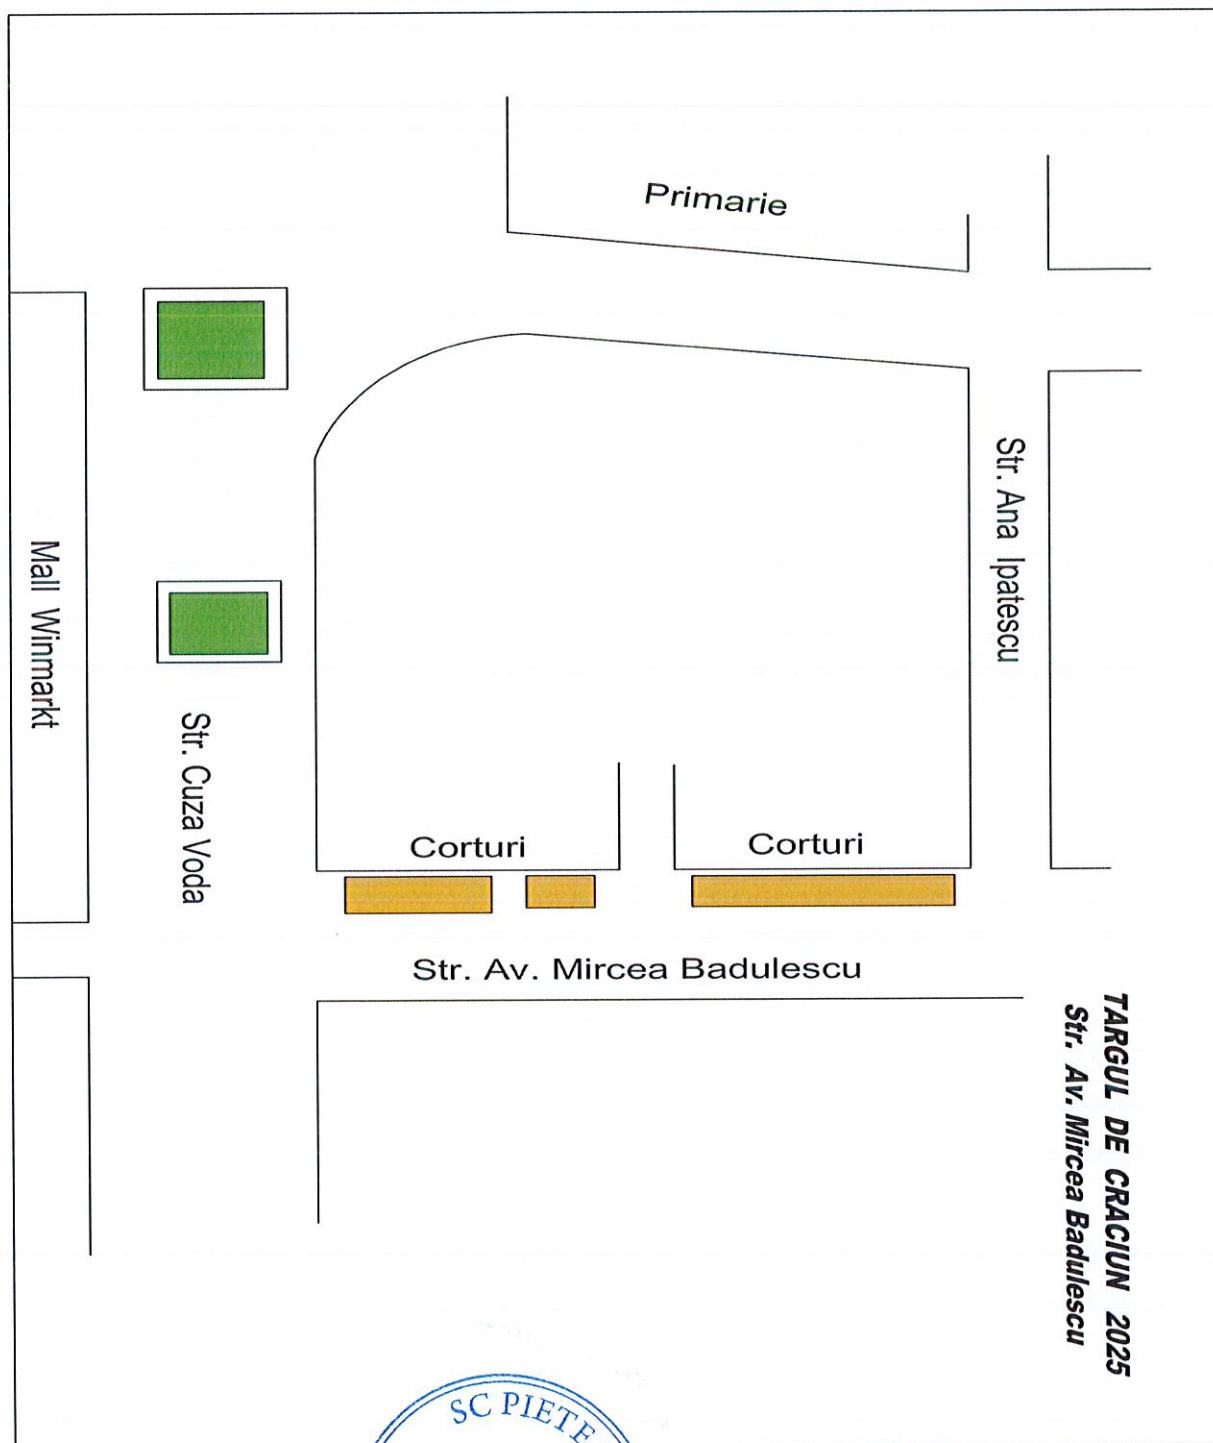 Primarie
Str. Ana Ipatescu
Mall Winmarkt
Str. Cuza Voda
Corturi
Corturi
Str. Av. Mircea Badulescu
TARGUL DE CRACIUN 2025
Str. Av. Mircea Badulescu
SC PIETE